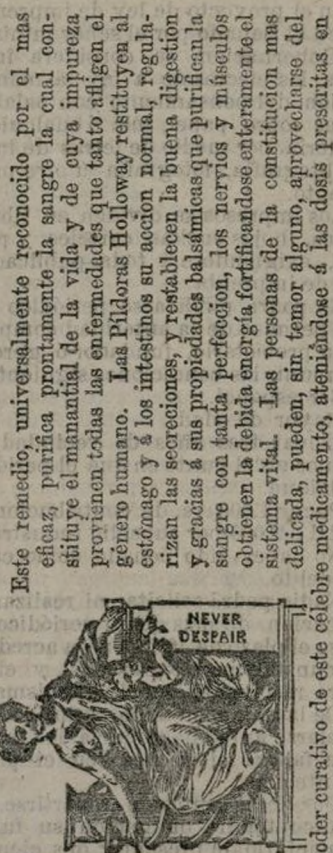 Este remedio, universalmente reconocido por el mas
eficaz, purifica prontamente la sangre la cual con-
stituye el manantial de la vida y de cuya impureza
provienen todas las enfermedades que tanto afligen el
género humano. Las Píldoras Holloway restituyen al
estómago y á los intestinos su accion normal, regula-
rizan las secreciones, y restablecen la buena digestion
y gracias á sus propiedades balsámicas que purifican la
sangre con tanta perfeccion, los nervios y músculos
obtienen la debida energía fortificandose enteramente el
sistema vital. Las personas de la constitucion mas
delicada, pueden, sin temor alguno, aprovecharse del
oder curativo de este célebre medicamento, ateniéndose á las dósis prescritas en
NEVER
DESPAIR